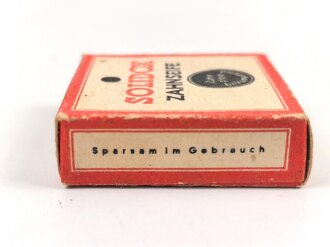 SOLIDOX
ZAHNSEIFE
Sparsam im Gebrauch